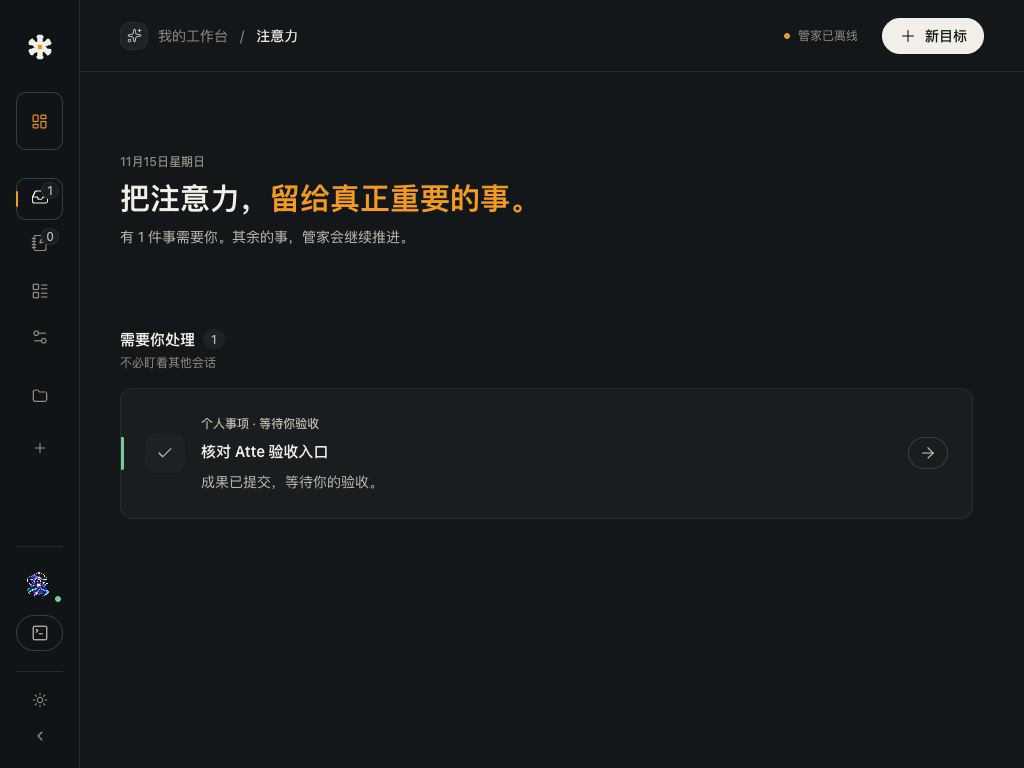 我的工作台 / 注意力
管家已离线
新目标
1
0
11月15日星期日
把注意力，留给真正重要的事。
有 1 件事需要你。其余的事，管家会继续推进。
需要你处理 1
不必盯着其他会话
个人事项 · 等待你验收
核对 Atte 验收入口
成果已提交，等待你的验收。